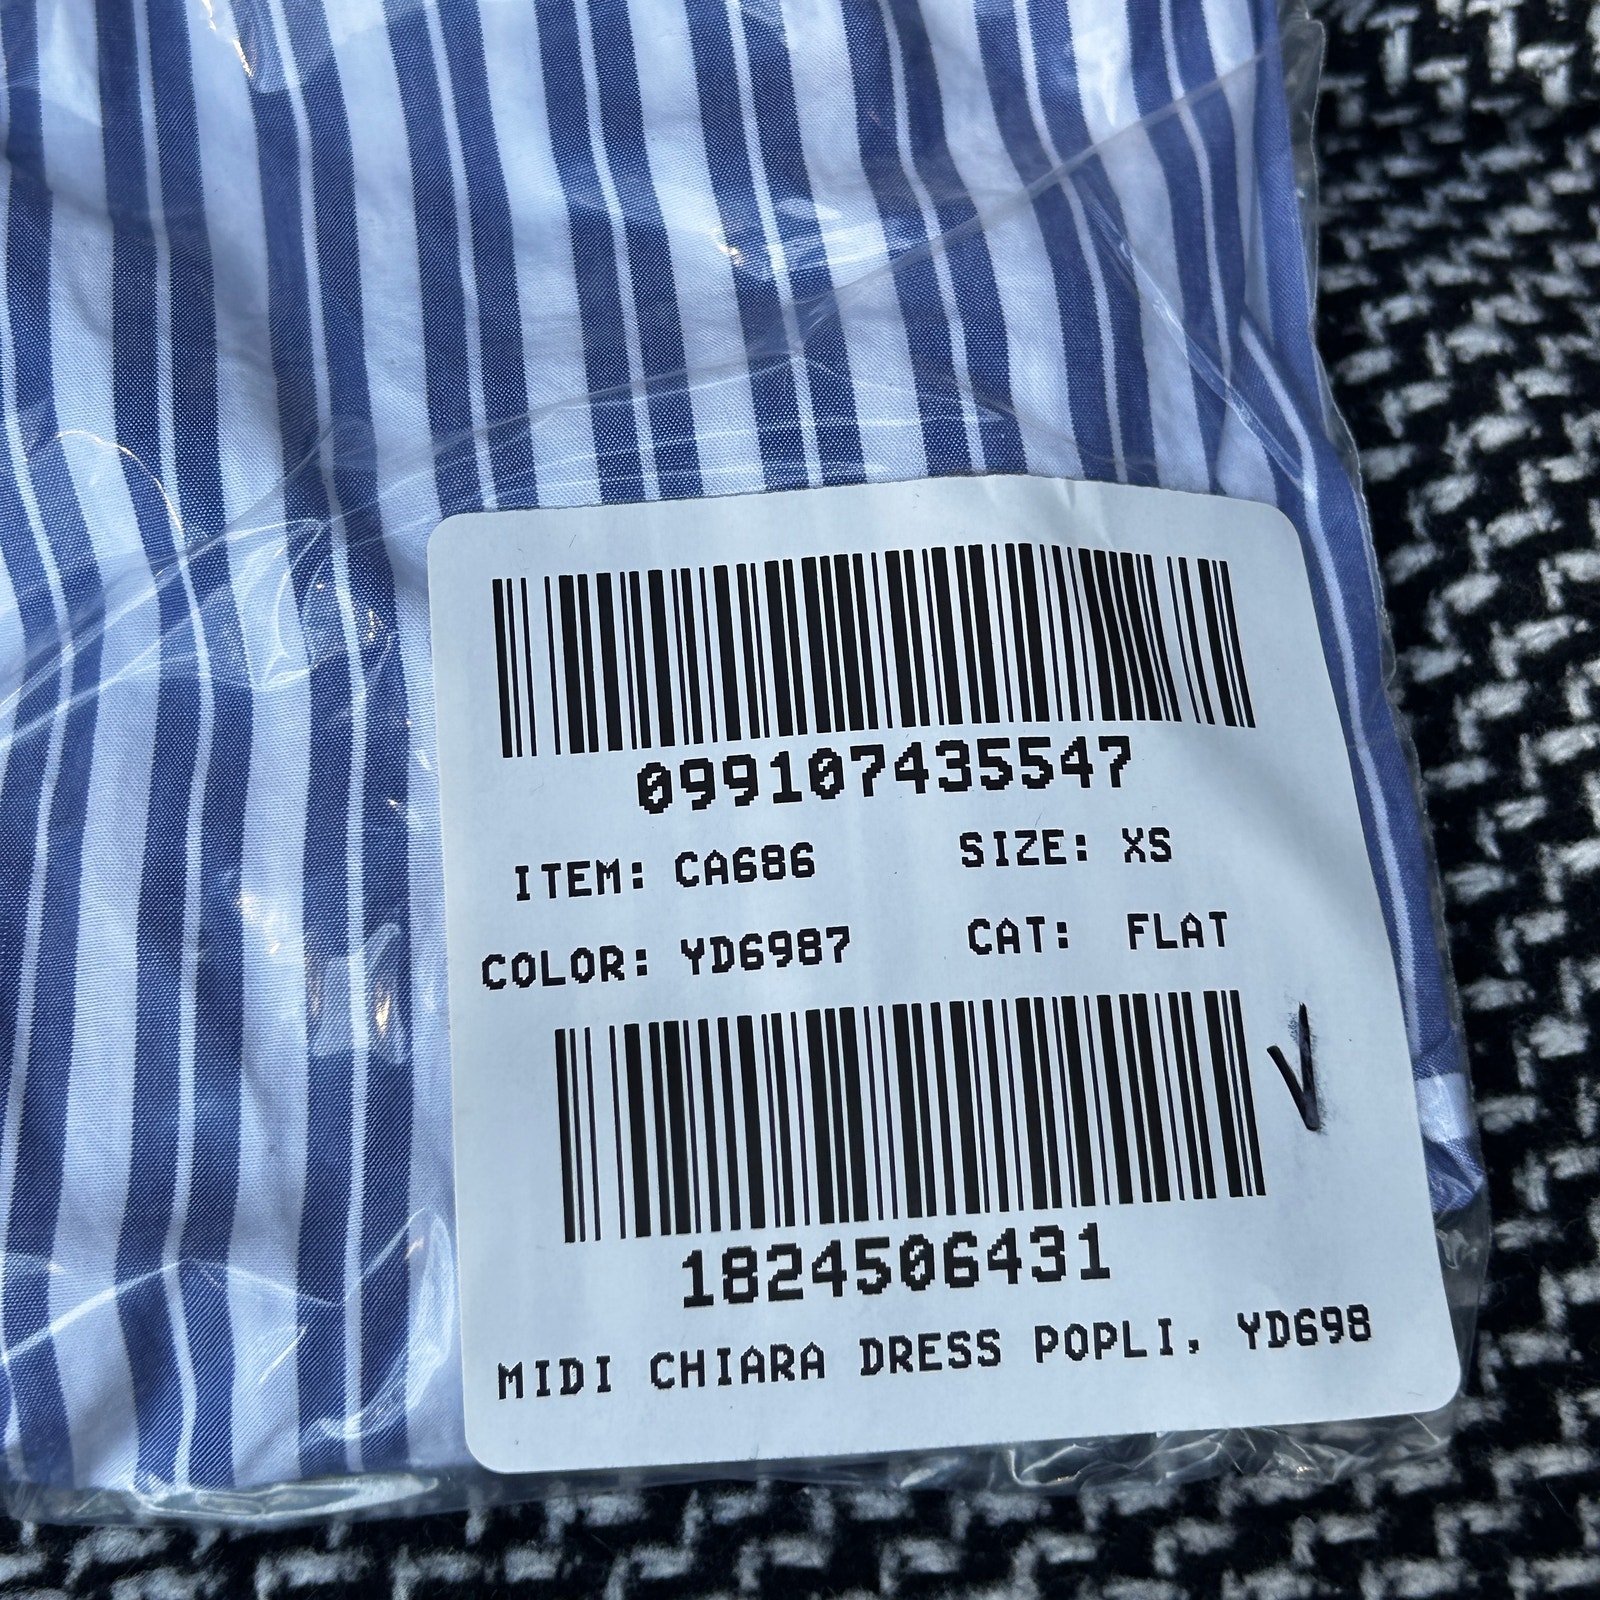 099107435547
ITEM: CA686 SIZE: XS
COLOR: YD6987 CAT: FLAT
1824506431
MIDI CHIARA DRESS POPLI, YD698